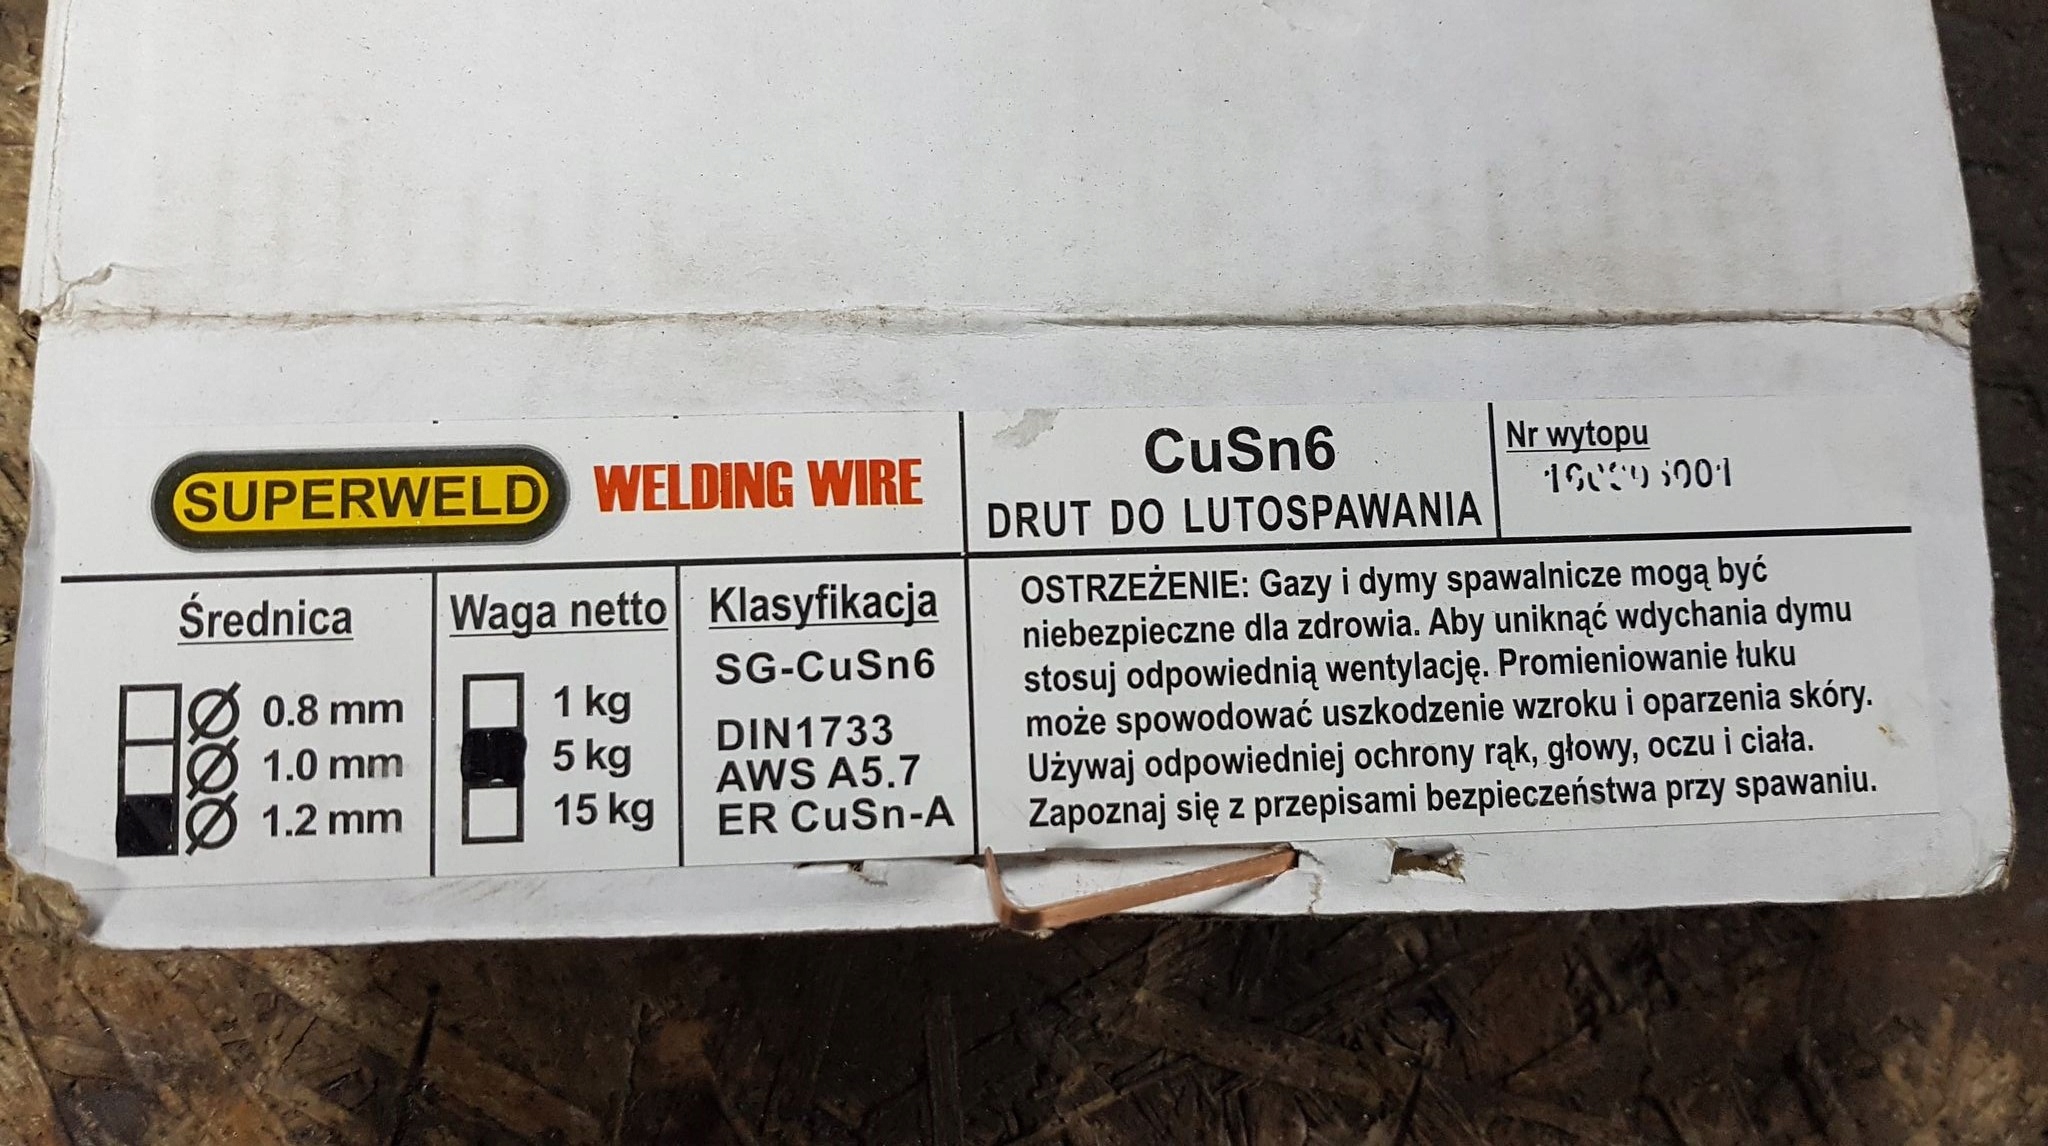 SUPERWELD WELDING WIRE
CuSn6
DRUT DO LUTOSPAWANIA
Nr wytopu
Średnica
Ø 0.8 mm
Ø 1.0 mm
Ø 1.2 mm
Waga netto
1 kg
5 kg
15 kg
Klasyfikacja
SG-CuSn6
DIN1733
AWS A5.7
ER CuSn-A
OSTRZEŻENIE: Gazy i dymy spawalnicze mogą być
niebezpieczne dla zdrowia. Aby uniknąć wdychania dymu
stosuj odpowiednią wentylację. Promieniowanie łuku
może spowodować uszkodzenie wzroku i oparzenia skóry.
Używaj odpowiedniej ochrony rąk, głowy, oczu i ciała.
Zapoznaj się z przepisami bezpieczeństwa przy spawaniu.